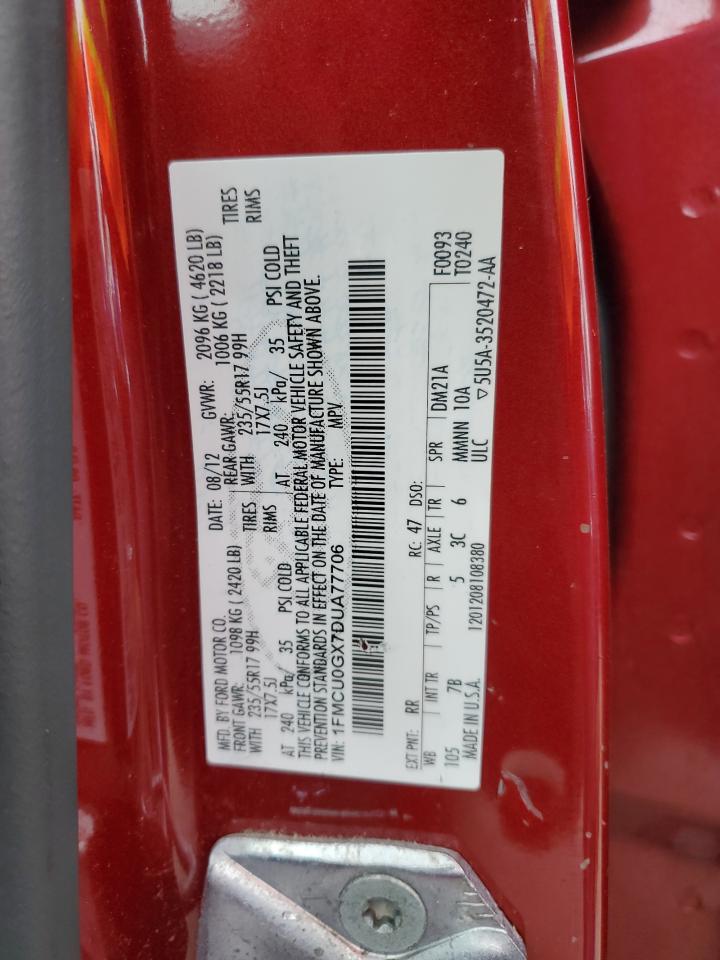 MFD. BY FORD MOTOR CO. DATE: 08/12 GVWR: 2096 KG ( 4620 LB)
FRONT GAWR: 1098 KG ( 2420 LB) REAR GAWR: 1006 KG ( 2218 LB)
WITH 235/55R17 99H TIRES WITH 235/55R17 99H TIRES
17X7.5J RIMS 17X7.5J RIMS
AT 240 kPa/ 35 PSI COLD AT 240 kPa/ 35 PSI COLD
THIS VEHICLE CONFORMS TO ALL APPLICABLE FEDERAL MOTOR VEHICLE SAFETY AND THEFT
PREVENTION STANDARDS IN EFFECT ON THE DATE OF MANUFACTURE SHOWN ABOVE.
VIN: 1FMCU0GX7DUA77706 TYPE: MPV
EXT PNT: RR RC: 47 DSO: F0093
WB INT TR TP/PS R AXLE TR SPR DM21A T0240
105 7B 5 3C 6 MMNN 10A
MADE IN U.S.A. 1201208108380 ULC ▽5U5A-3520472-AA